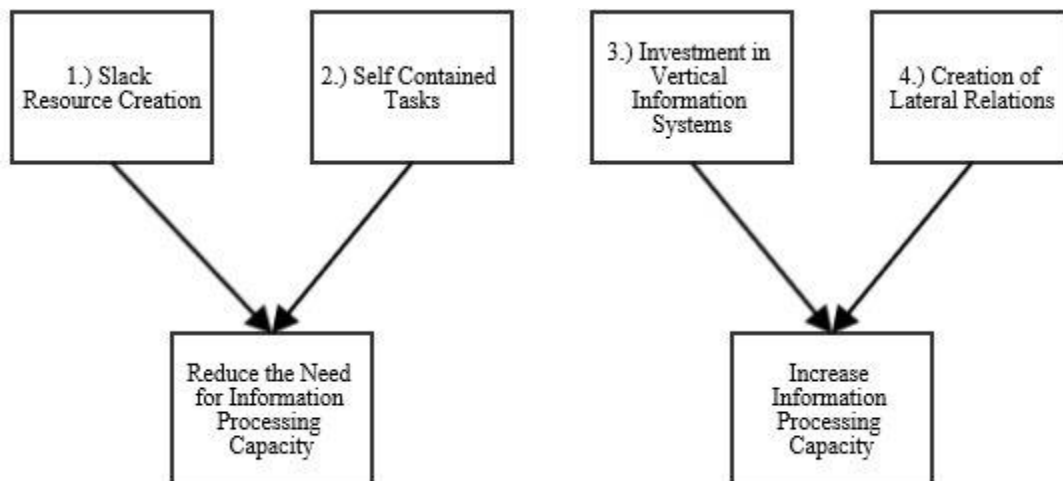 1.) Slack
Resource Creation
2.) Self Contained
Tasks
3.) Investment in
Vertical
Information
Systems
4.) Creation of
Lateral Relations
Reduce the Need
for Information
Processing
Capacity
Increase
Information
Processing
Capacity